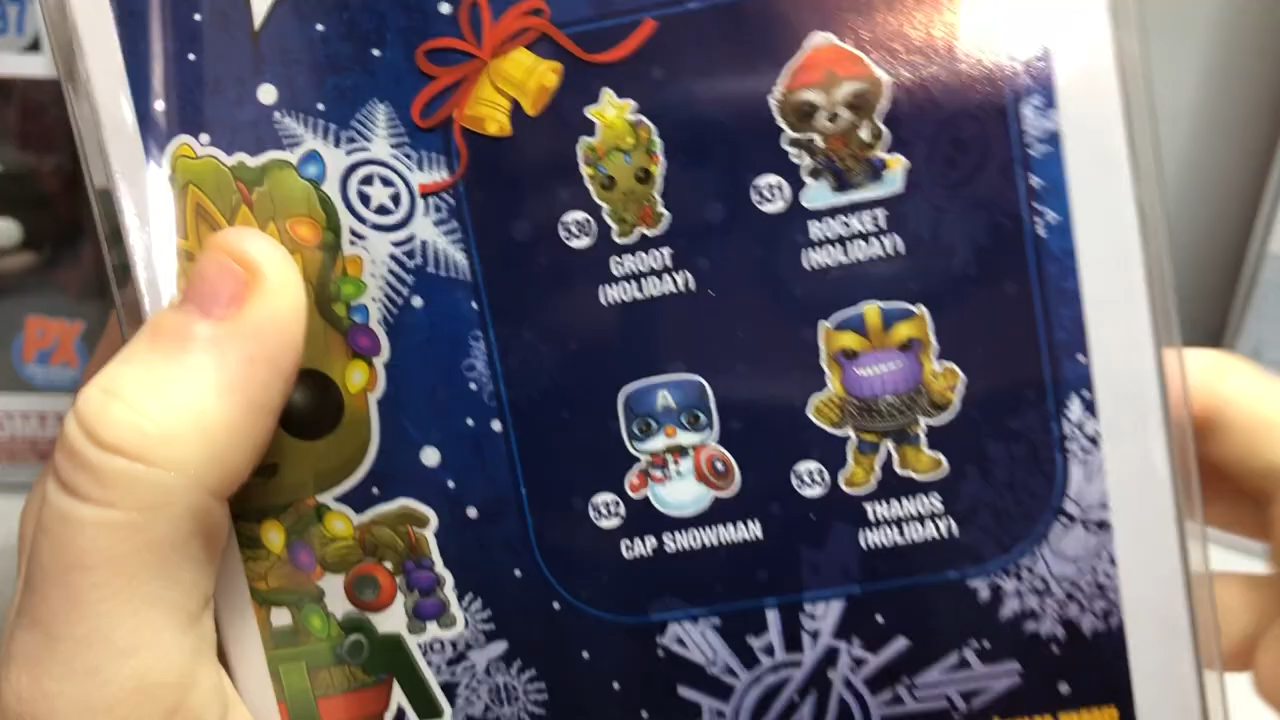 530
GROOT
(HOLIDAY)
531
ROCKET
(HOLIDAY)
532
CAP SNOWMAN
533
THANOS
(HOLIDAY)
A
PX